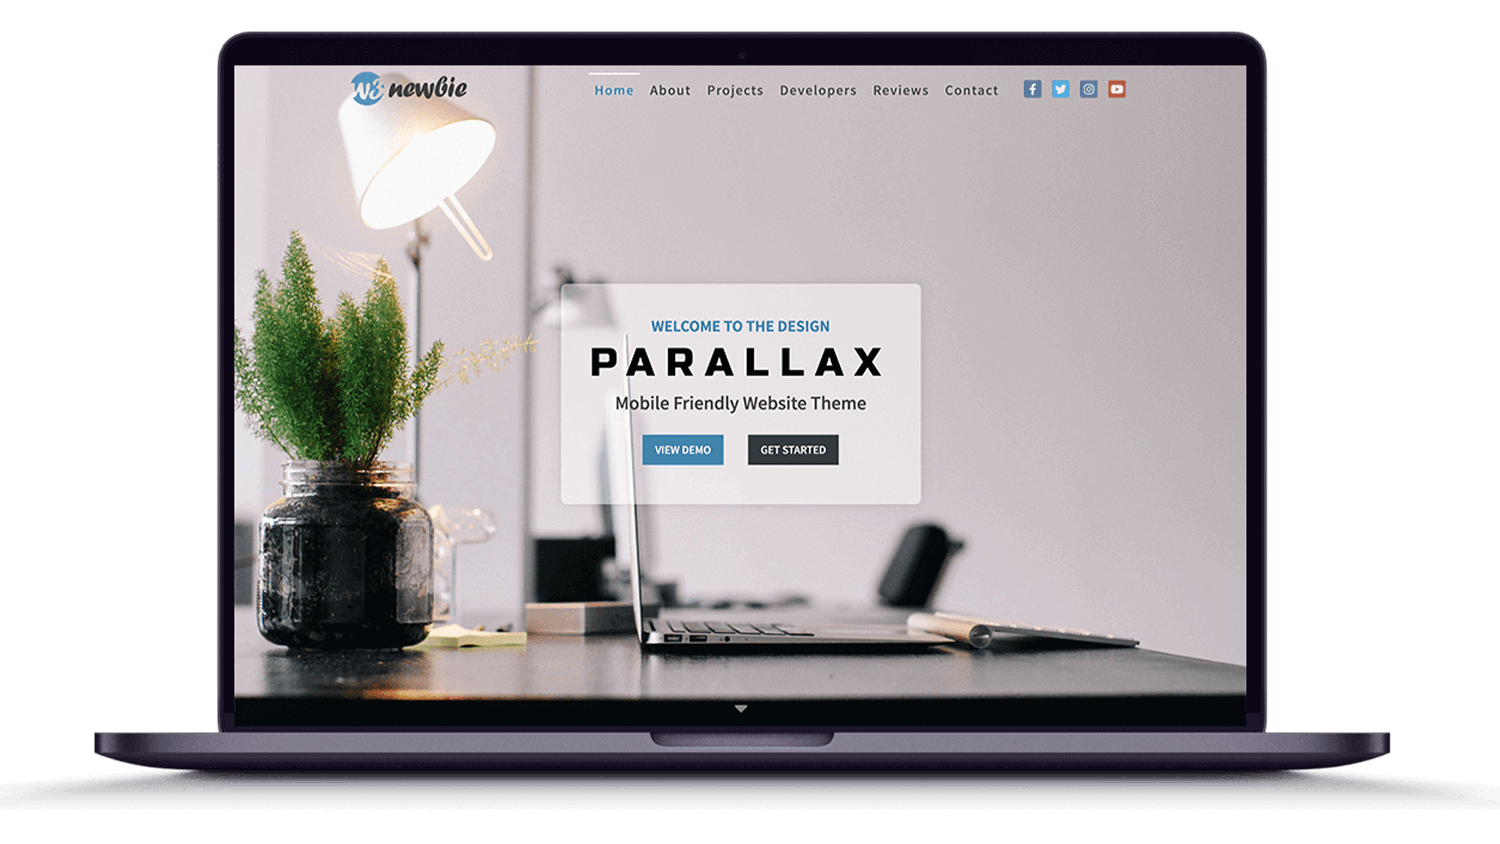 W3 newbie
Home About Projects Developers Reviews Contact
WELCOME TO THE DESIGN
PARALLAX
Mobile Friendly Website Theme
VIEW DEMO GET STARTED